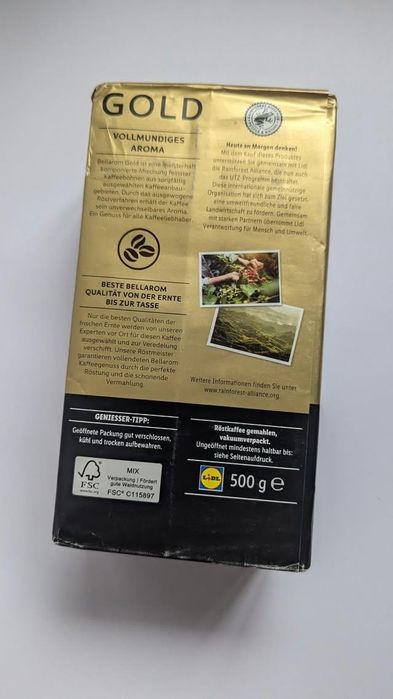 GOLD
VOLLMUNDIGES
AROMA
Bellarom Gold ist eine meisterhaft
komponierte Mischung feinster
Kaffeebohnen aus sorgfältig
ausgewählten Kaffeeanbau-
gebieten. Durch das ausgewogene
Röstverfahren erhält der Kaffee
sein unverwechselbares Aroma.
Ein Genuss für alle Kaffeeliebhaber.
BESTE BELLAROM
QUALITÄT VON DER ERNTE
BIS ZUR TASSE
Nur die besten Qualitäten der
frischen Ernte werden von unseren
Experten vor Ort für diesen Kaffee
ausgewählt und zur Veredelung
verschifft. Unsere Röstmeister
garantieren vollendeten Bellarom
Kaffeegenuss durch die perfekte
Röstung und die schonende
Vermahlung.
Heute an Morgen denken!
Mit dem Kauf dieses Produktes
unterstützen Sie gemeinsam mit Lidl
die Rainforest Alliance, die nun auch
das UTZ-Programm beinhaltet.
Diese internationale gemeinnützige
Organisation hat sich zum Ziel gesetzt,
eine umweltfreundliche und faire
Landwirtschaft zu fördern. Gemeinsam
mit starken Partnern übernimmt Lidl
Verantwortung für Mensch und Umwelt.
Weitere Informationen finden Sie unter
www.rainforest-alliance.org.
GENIESSER-TIPP:
Geöffnete Packung gut verschlossen,
kühl und trocken aufbewahren.
FSC
www.fsc.org
MIX
Verpackung | Fördert
gute Waldnutzung
FSC® C115897
Röstkaffee gemahlen,
vakuumverpackt.
Ungeöffnet mindestens haltbar bis:
siehe Seitenaufdruck.
LIDL
500 g e